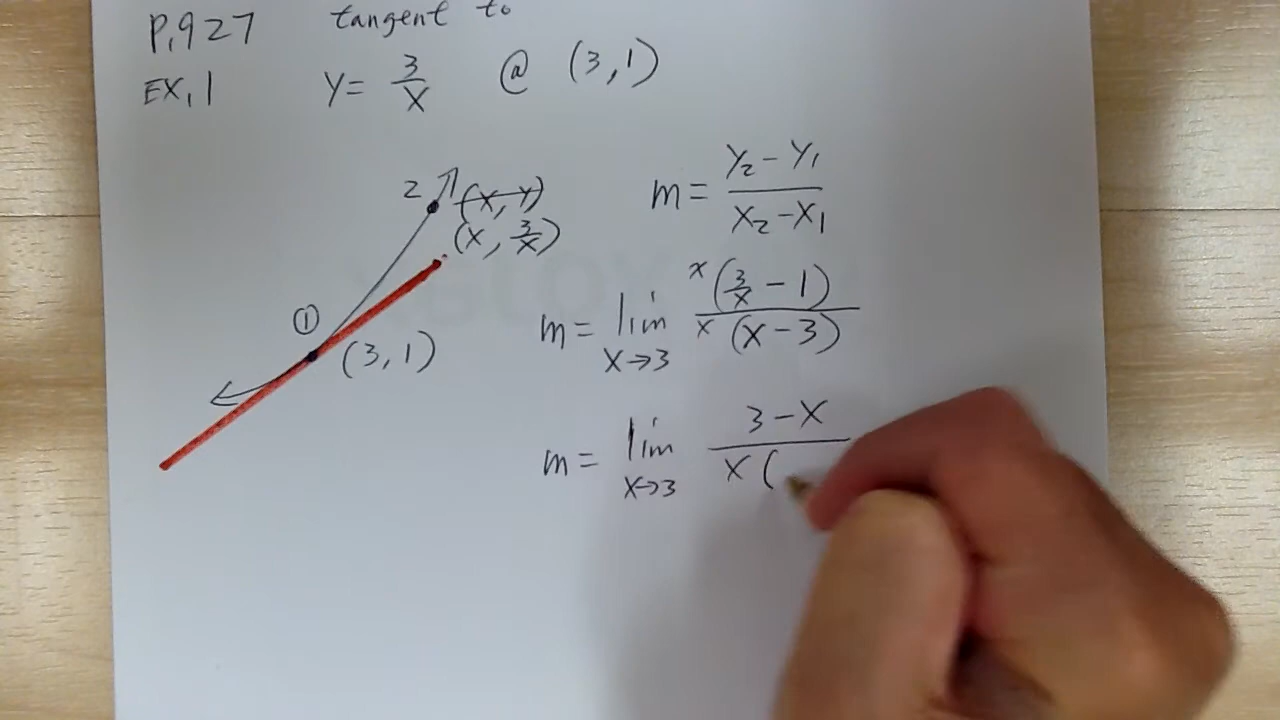 P.927 tangent to
EX.1 y= 3/x @ (3,1)
2 (x,y)
(x, 3/x)
① (3,1)
m= y₂-y₁/x₂-x₁
m= lim x→3 x(3/x-1)/x(x-3)
m= lim x→3 3-x/x(